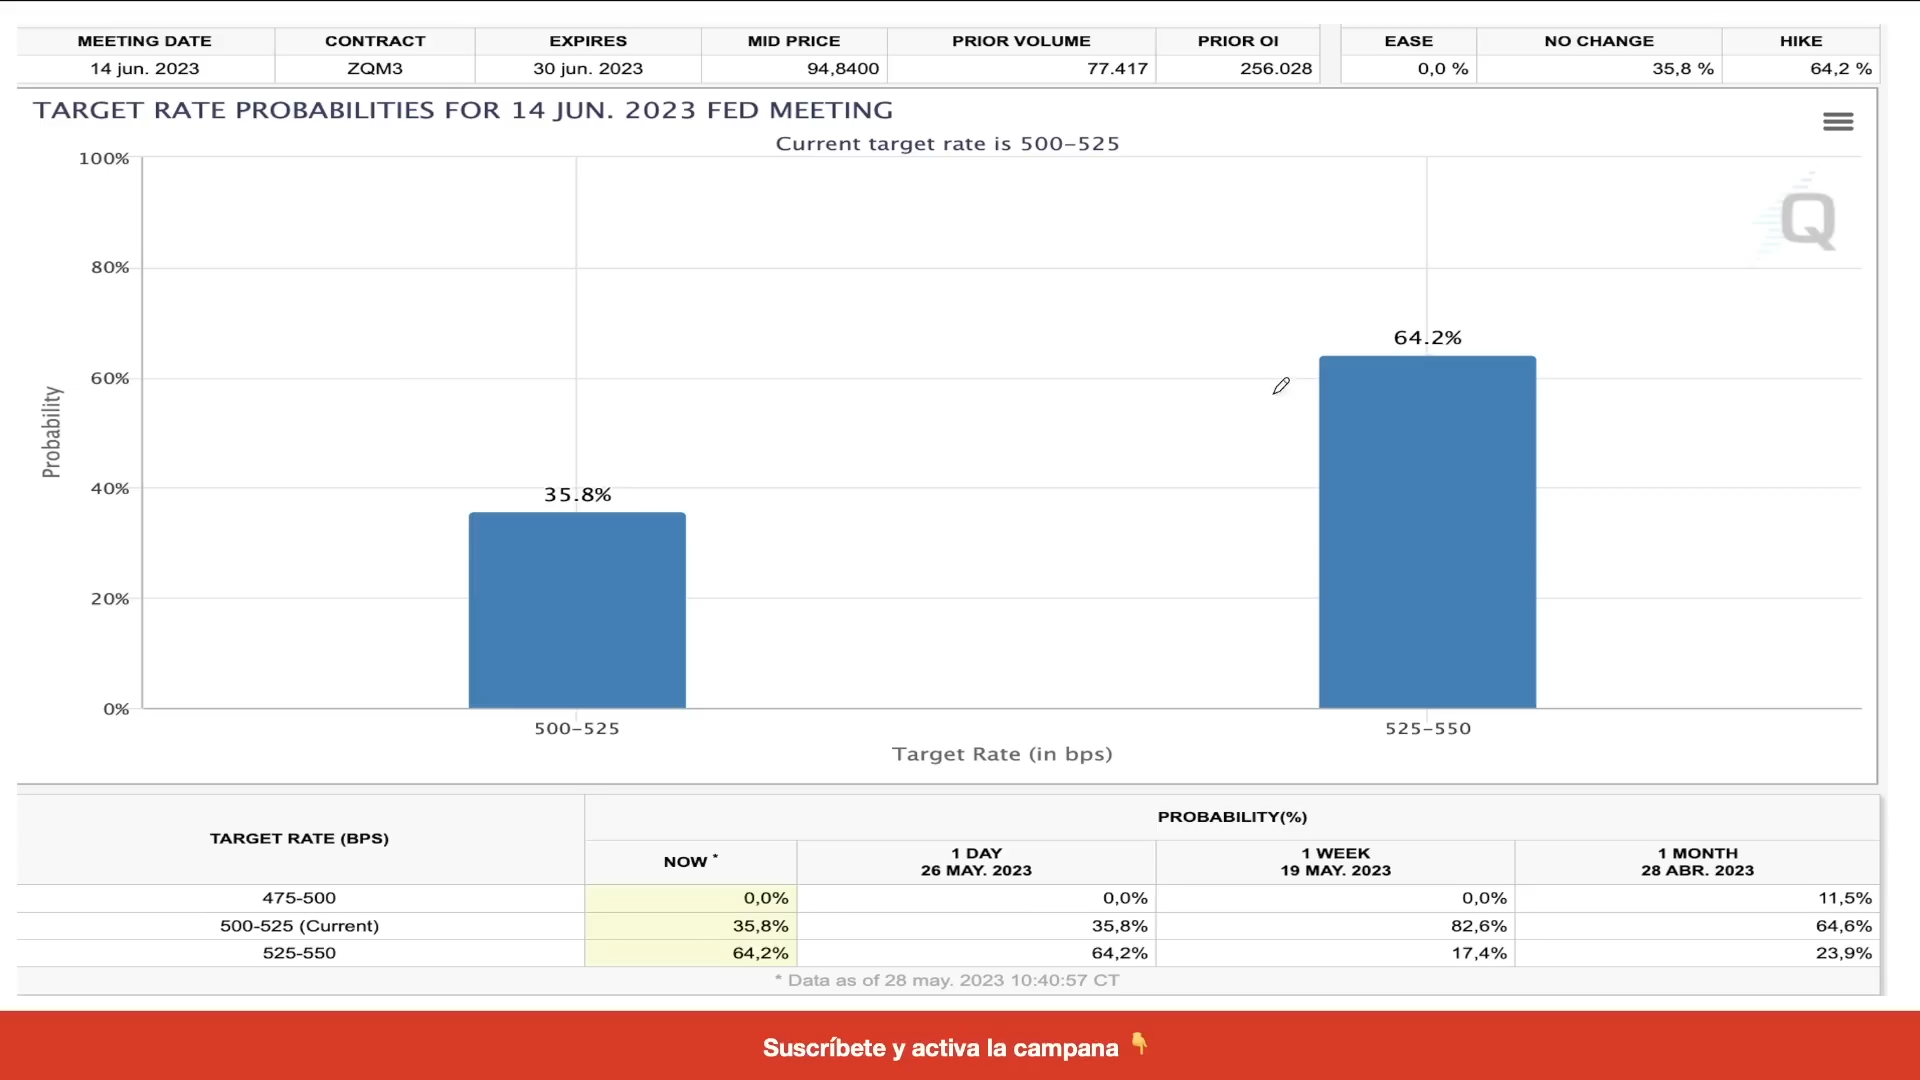 MEETING DATE CONTRACT EXPIRES MID PRICE PRIOR VOLUME PRIOR OI EASE NO CHANGE HIKE
14 jun. 2023 ZQM3 30 jun. 2023 94,8400 77.417 256.028 0,0 % 35,8 % 64,2 %
TARGET RATE PROBABILITIES FOR 14 JUN. 2023 FED MEETING
Current target rate is 500–525
100%
80%
60%
40%
20%
0%
Probability
Q
35.8%
64.2%
500–525 525–550
Target Rate (in bps)
TARGET RATE (BPS) PROBABILITY(%)
NOW * 1 DAY 1 WEEK 1 MONTH
26 MAY. 2023 19 MAY. 2023 28 ABR. 2023
475-500 0,0% 0,0% 0,0% 11,5%
500-525 (Current) 35,8% 35,8% 82,6% 64,6%
525-550 64,2% 64,2% 17,4% 23,9%
* Data as of 28 may. 2023 10:40:57 CT
Suscríbete y activa la campana 👇